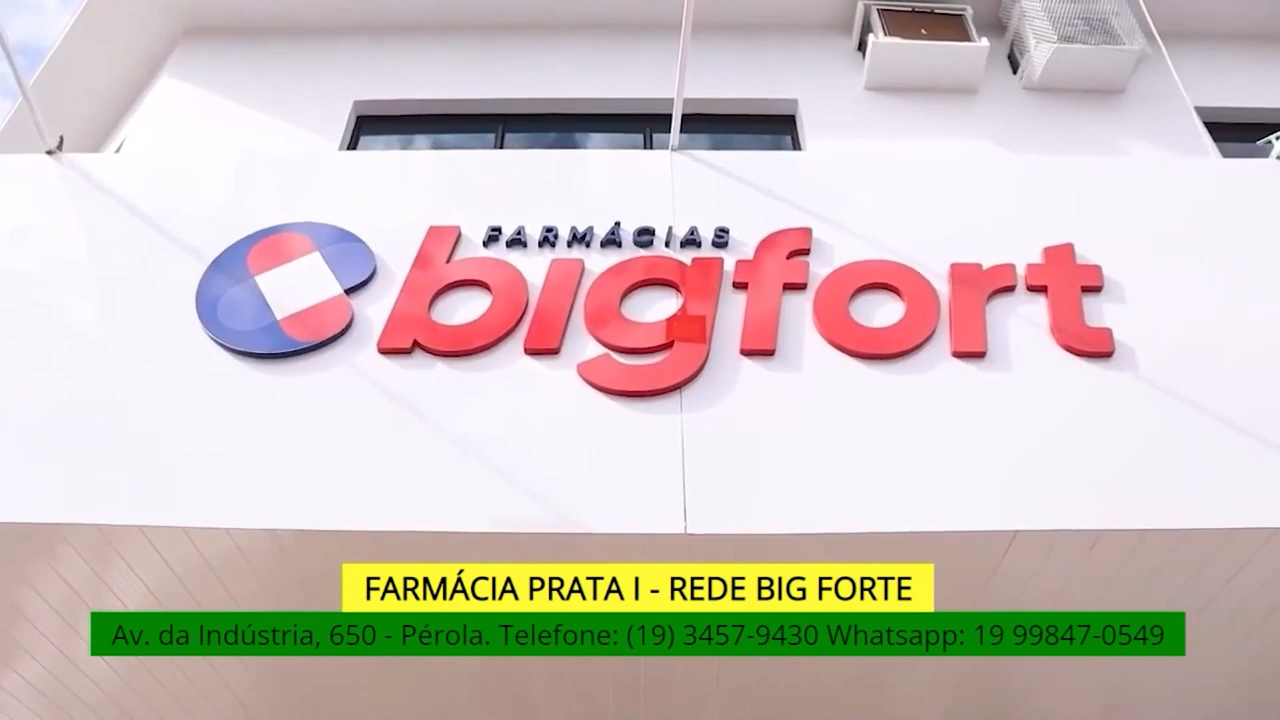 FARMÁCIAS
bigfort
FARMÁCIA PRATA I - REDE BIG FORTE
Av. da Indústria, 650 - Pérola. Telefone: (19) 3457-9430 Whatsapp: 19 99847-0549